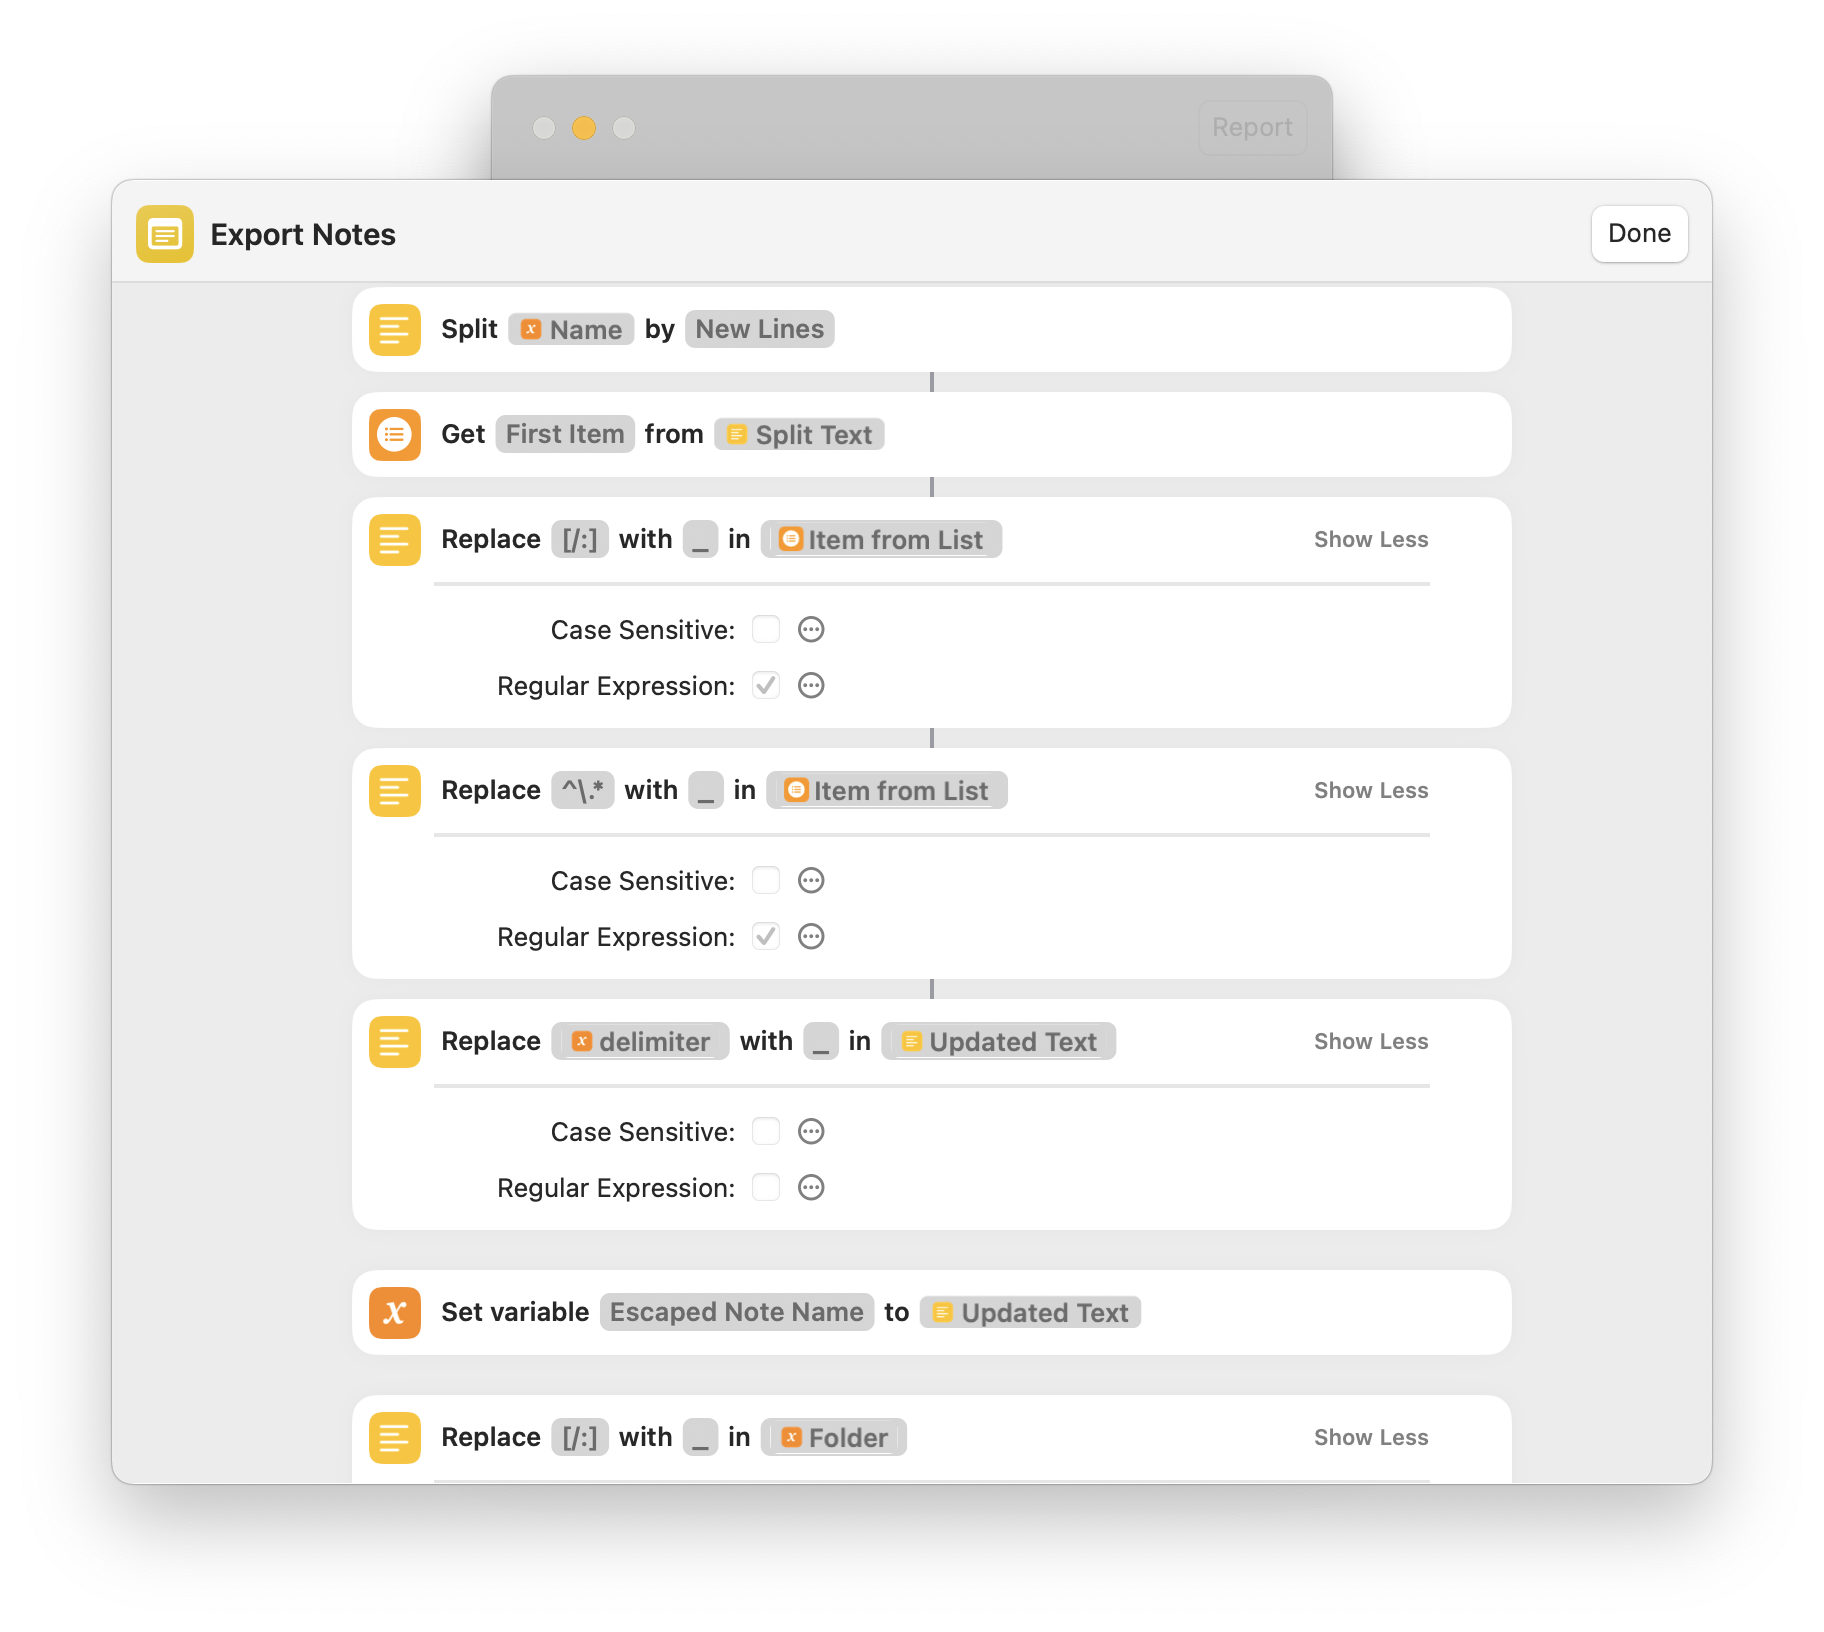 Report
Export Notes
Done
Split x Name by New Lines
Get First Item from Split Text
Replace [/:] with _ in Item from List Show Less
Case Sensitive:
Regular Expression:
Replace ^\.* with _ in Item from List Show Less
Case Sensitive:
Regular Expression:
Replace x delimiter with _ in Updated Text Show Less
Case Sensitive:
Regular Expression:
x Set variable Escaped Note Name to Updated Text
Replace [/:] with _ in x Folder Show Less